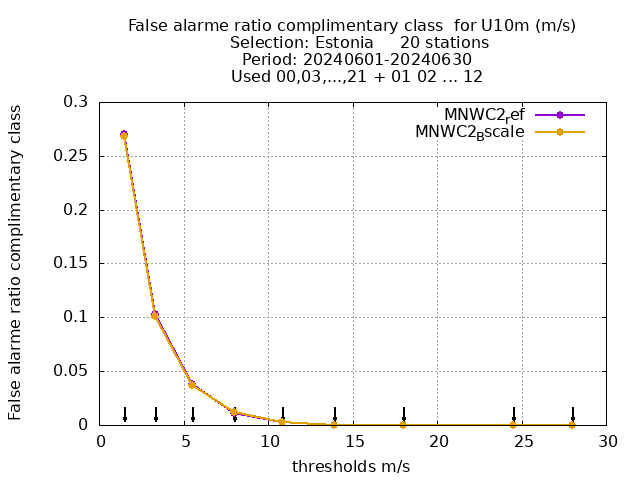 False alarme ratio complimentary class  for U10m (m/s)
Selection: Estonia     20 stations
Period: 20240601-20240630
Used 00,03,...,21 + 01 02 ... 12
False alarme ratio complimentary class
0.3
0.25
0.2
0.15
0.1
0.05
0
MNWC2ref
MNWC2Bscale
0 5 10 15 20 25 30
thresholds m/s